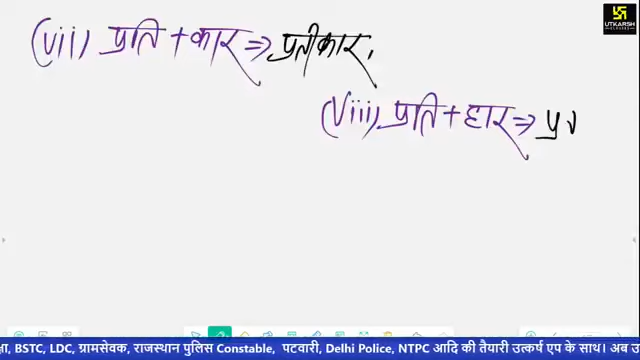 UTKARSH
CLASSES
(vii) प्रति + कार ⇒ प्रतीकार,
(viii) प्रति + हार ⇒ प्र
क्षा, BSTC, LDC, ग्रामसेवक, राजस्थान पुलिस Constable, पटवारी, Delhi Police, NTPC आदि की तैयारी उत्कर्ष एप के साथ। अब